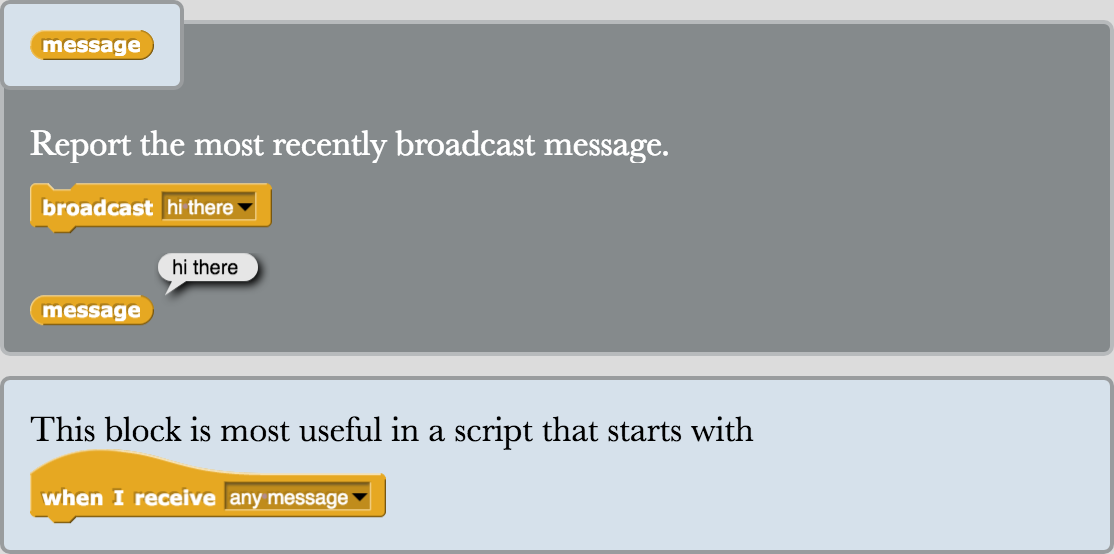 message
Report the most recently broadcast message.
broadcast hi there
hi there
message
This block is most useful in a script that starts with
when I receive any message